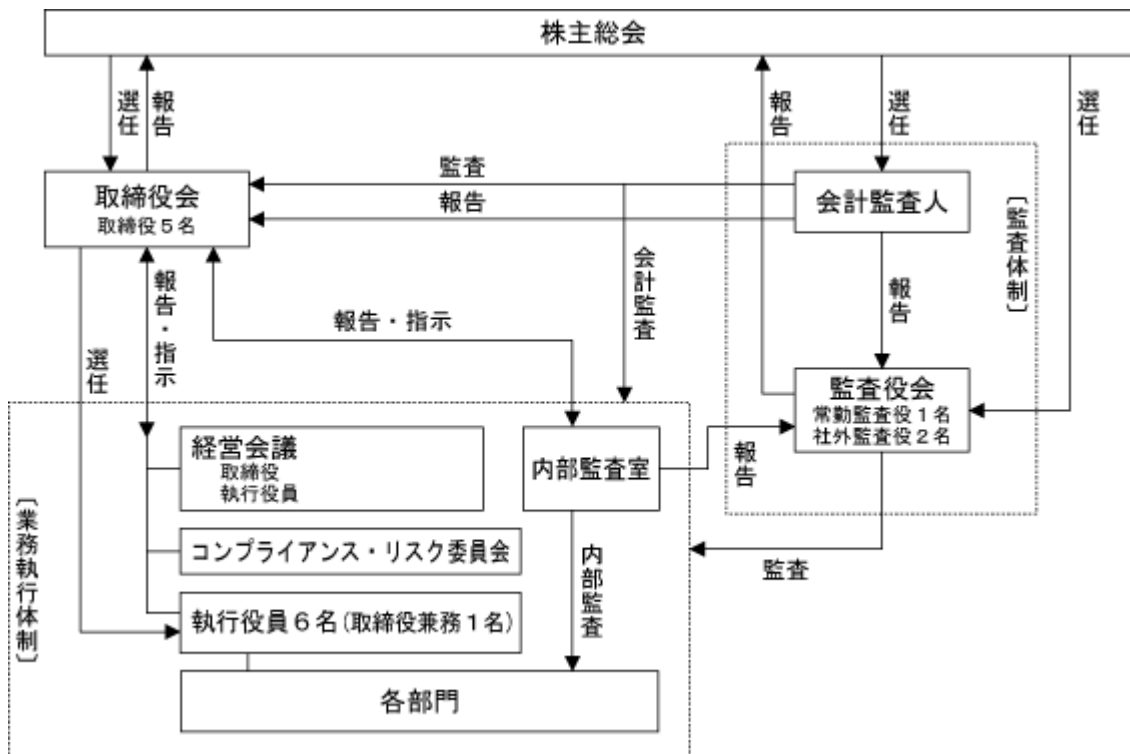 株主総会
選任
報告
報告
選任
選任
監査
取締役会
取締役5名
報告
会計監査人
〔監査体制〕
報告・指示
報告・指示
会計監査
報告
選任
監査役会
常勤監査役1名
社外監査役2名
経営会議
取締役
執行役員
内部監査室
報告
〔業務執行体制〕
コンプライアンス・リスク委員会
内部監査
監査
執行役員6名(取締役兼務1名)
各部門